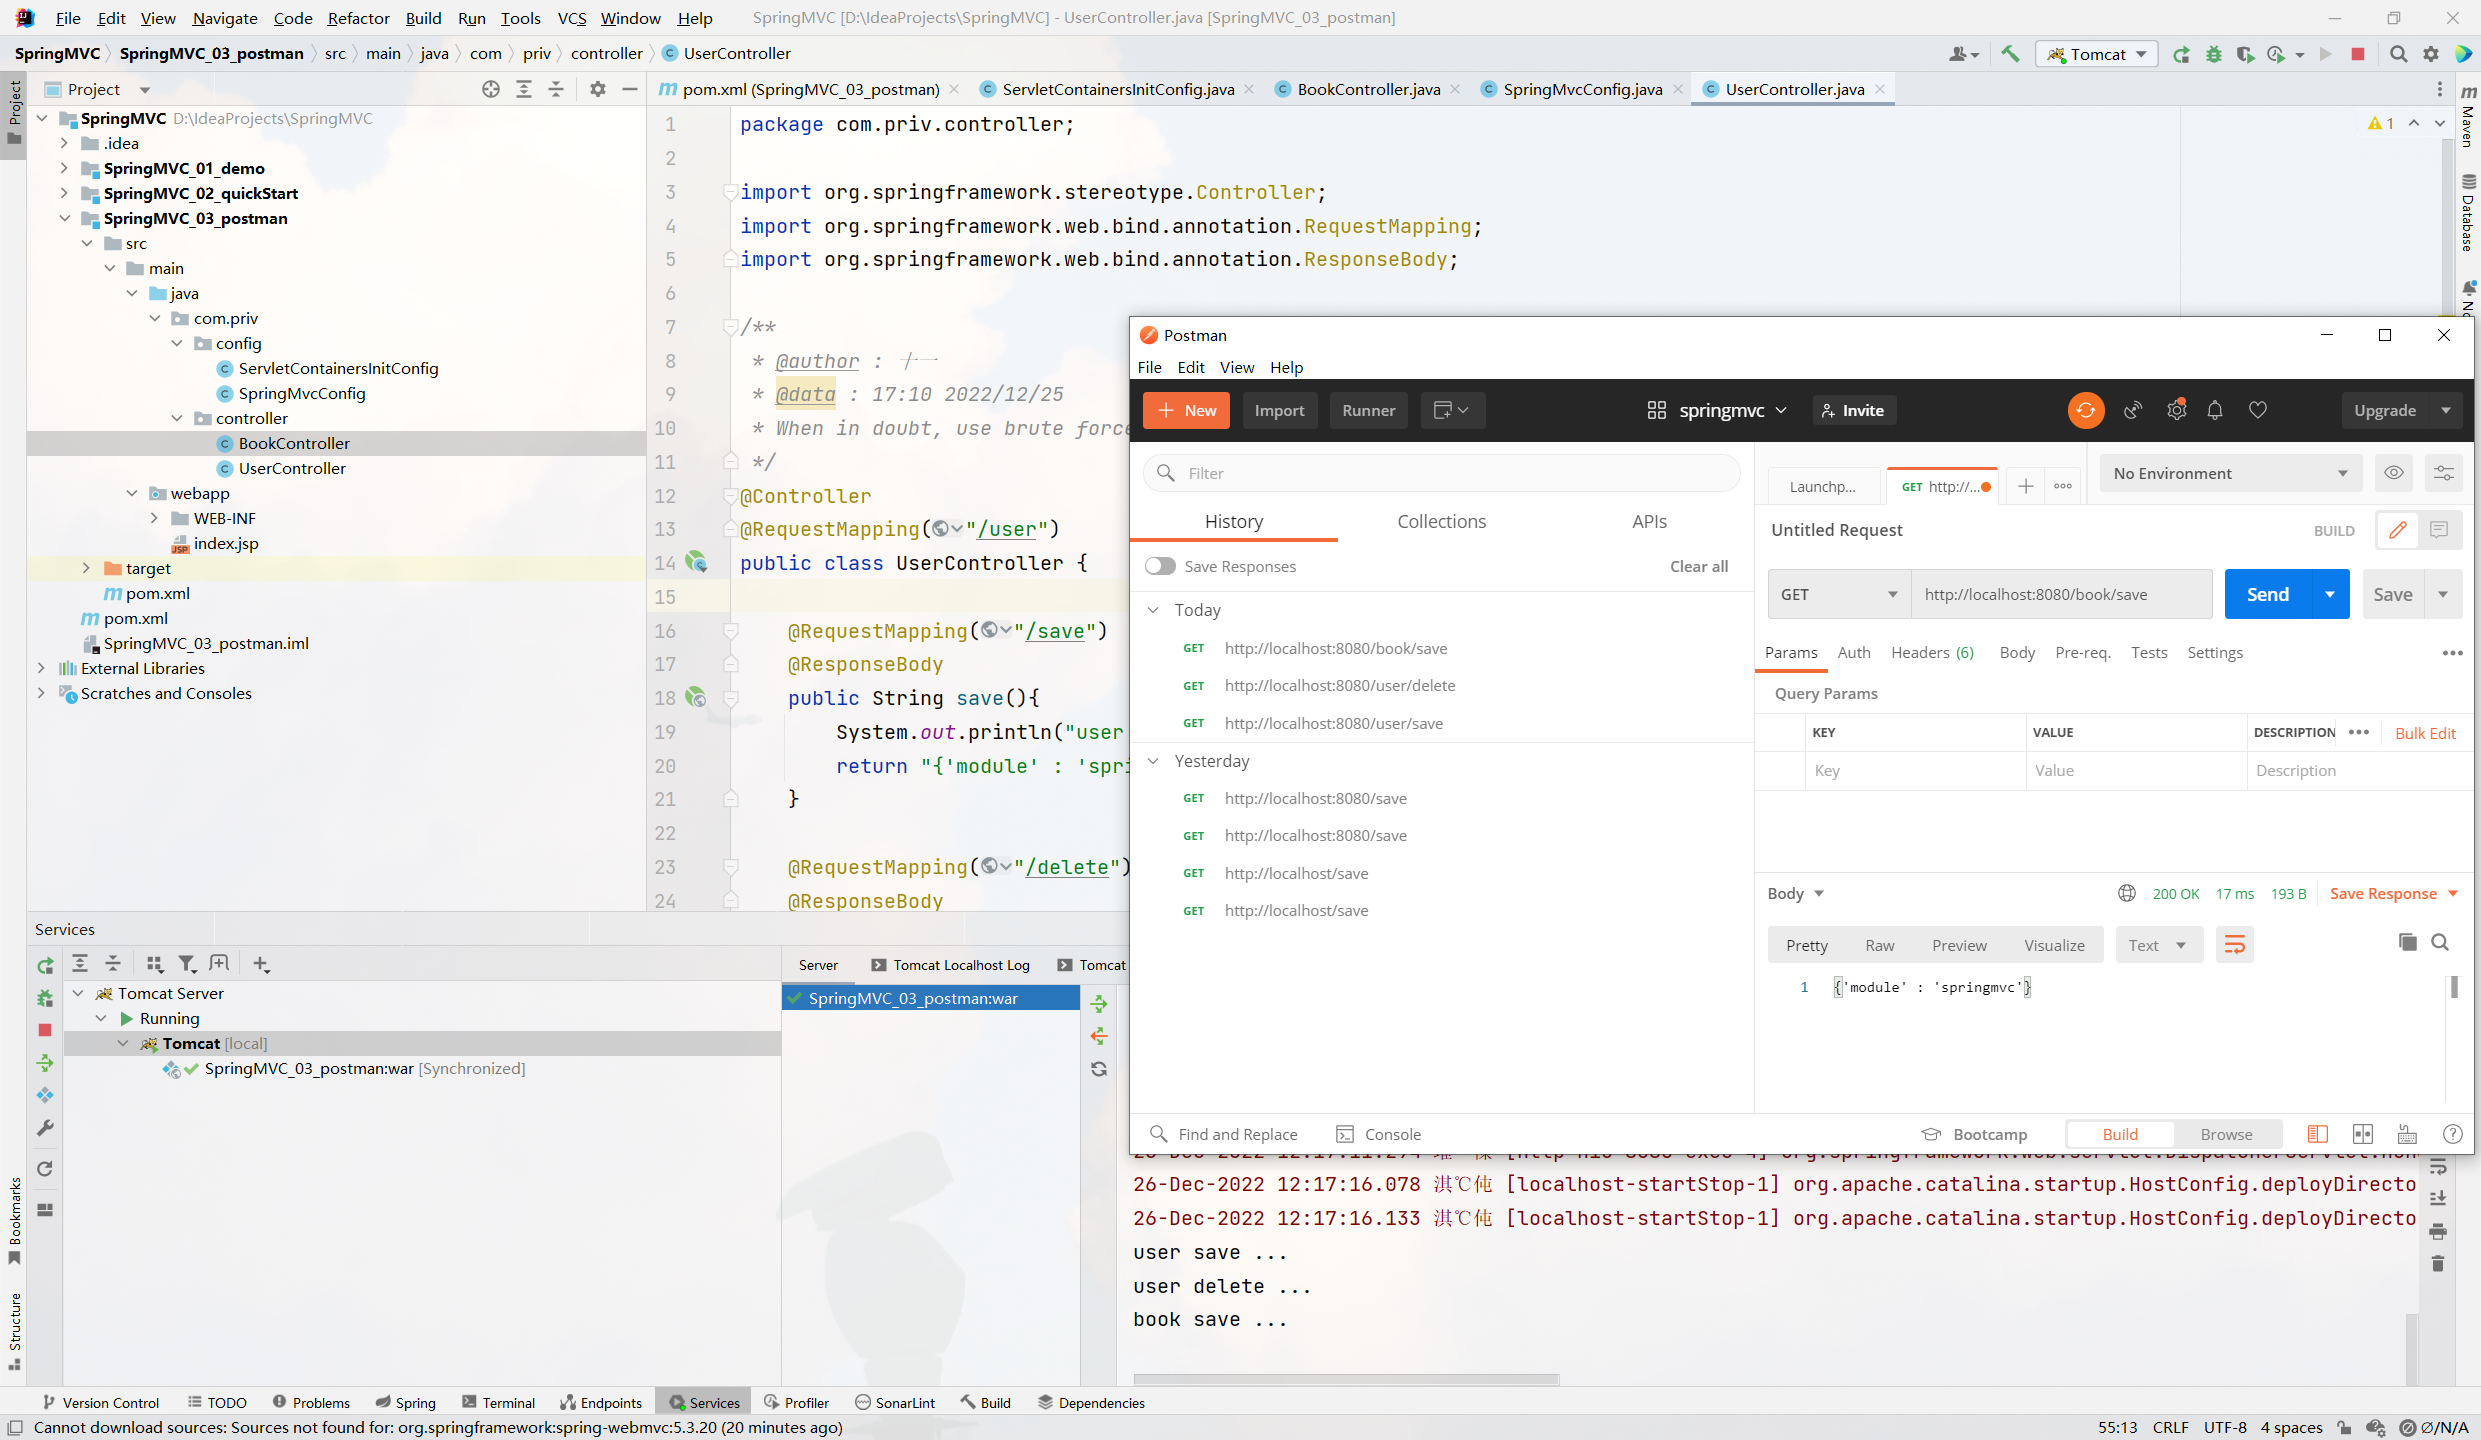 File Edit View Navigate Code Refactor Build Run Tools VCS Window Help SpringMVC [D:\IdeaProjects\SpringMVC] - UserController.java [SpringMVC_03_postman]
SpringMVC SpringMVC_03_postman src main java com priv controller UserController Tomcat
Project
pom.xml (SpringMVC_03_postman) ServletContainersInitConfig.java BookController.java SpringMvcConfig.java UserController.java
SpringMVC D:\IdeaProjects\SpringMVC
.idea
SpringMVC_01_demo
SpringMVC_02_quickStart
SpringMVC_03_postman
src
main
java
com.priv
config
ServletContainersInitConfig
SpringMvcConfig
controller
BookController
UserController
webapp
WEB-INF
index.jsp
target
pom.xml
pom.xml
SpringMVC_03_postman.iml
External Libraries
Scratches and Consoles
Project
Bookmarks
Structure
Maven
Database
1
1 package com.priv.controller;
2
3 import org.springframework.stereotype.Controller;
4 import org.springframework.web.bind.annotation.RequestMapping;
5 import org.springframework.web.bind.annotation.ResponseBody;
6
7 /**
8 * @author : 十一
9 * @data : 17:10 2022/12/25
10 * When in doubt, use brute force
11 */
12 @Controller
13 @RequestMapping("/user")
14 public class UserController {
15
16 @RequestMapping("/save")
17 @ResponseBody
18 public String save(){
19 System.out.println("user
20 return "{'module' : 'spri
21 }
22
23 @RequestMapping("/delete")
24 @ResponseBody
Postman
File Edit View Help
New Import Runner springmvc Invite Upgrade
Filter
History Collections APIs
Save Responses Clear all
Today
GET http://localhost:8080/book/save
GET http://localhost:8080/user/delete
GET http://localhost:8080/user/save
Yesterday
GET http://localhost:8080/save
GET http://localhost:8080/save
GET http://localhost/save
GET http://localhost/save
Launchp... GET http://... No Environment
Untitled Request BUILD
GET http://localhost:8080/book/save Send Save
Params Auth Headers (6) Body Pre-req. Tests Settings
Query Params
KEY VALUE DESCRIPTION Bulk Edit
Key Value Description
Body 200 OK 17 ms 193 B Save Response
Pretty Raw Preview Visualize Text
1 {'module' : 'springmvc'}
Find and Replace Console Bootcamp Build Browse
Services
Tomcat Server
Running
Tomcat [local]
SpringMVC_03_postman:war [Synchronized]
Server Tomcat Localhost Log Tomcat
SpringMVC_03_postman:war
26-Dec-2022 12:17:16.078 淇℃伅 [localhost-startStop-1] org.apache.catalina.startup.HostConfig.deployDirecto
26-Dec-2022 12:17:16.133 淇℃伅 [localhost-startStop-1] org.apache.catalina.startup.HostConfig.deployDirecto
user save ...
user delete ...
book save ...
Version Control TODO Problems Spring Terminal Endpoints Services Profiler SonarLint Build Dependencies
Cannot download sources: Sources not found for: org.springframework:spring-webmvc:5.3.20 (20 minutes ago) 55:13 CRLF UTF-8 4 spaces Ø/N/A